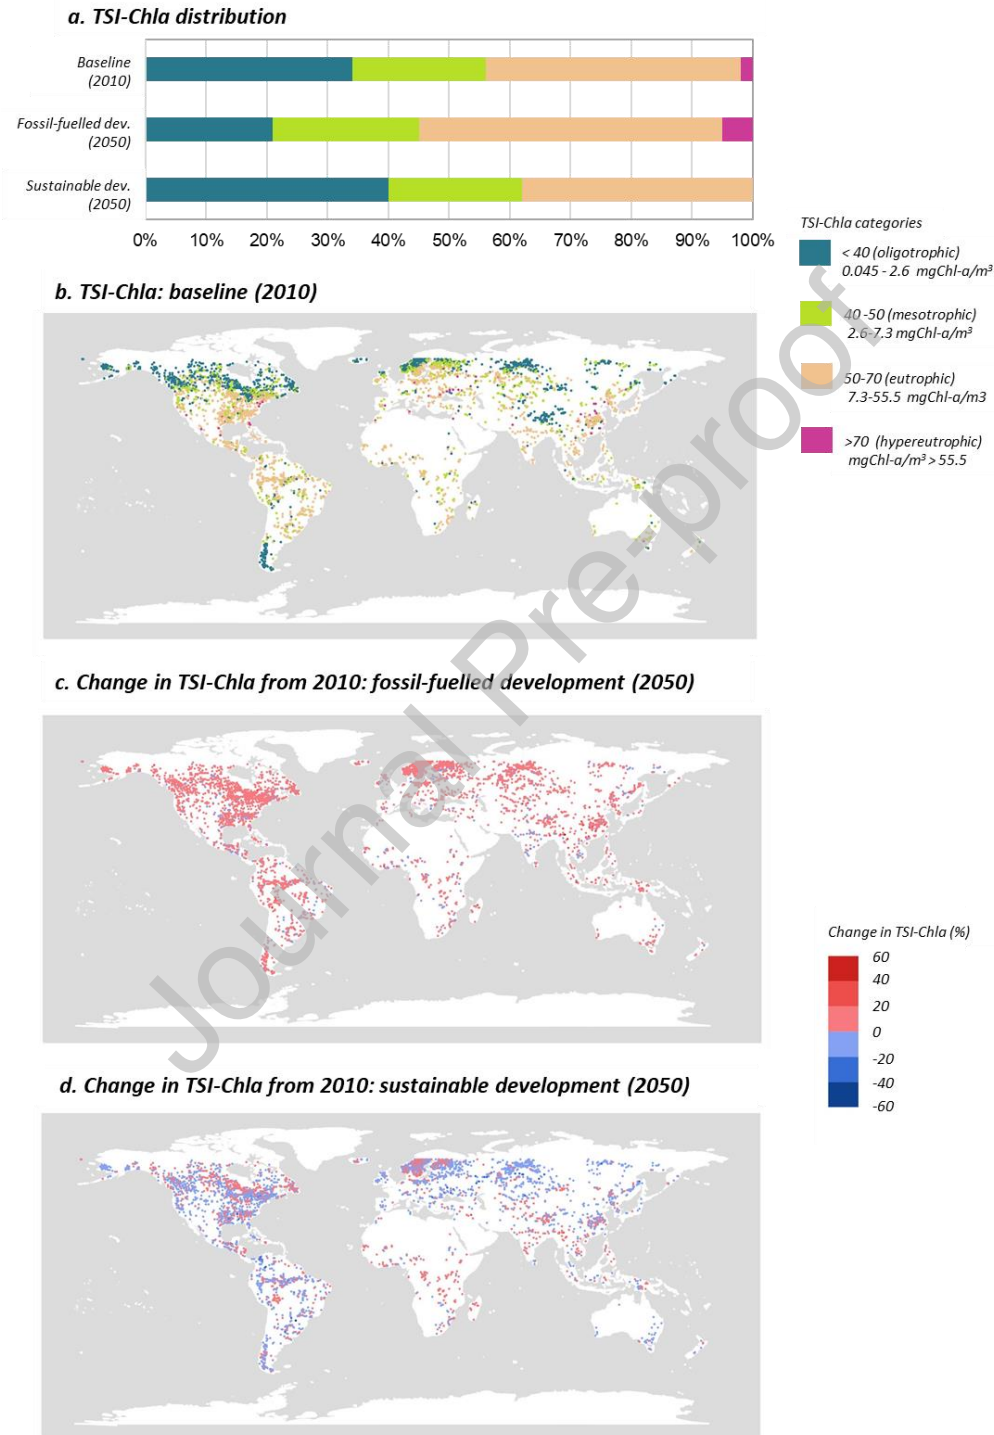 a. TSI-Chla distribution
Baseline
(2010)
Fossil-fuelled dev.
(2050)
Sustainable dev.
(2050)
0% 10% 20% 30% 40% 50% 60% 70% 80% 90% 100%
TSI-Chla categories
< 40 (oligotrophic)
0.045 - 2.6 mgChl-a/m³
40 -50 (mesotrophic)
2.6-7.3 mgChl-a/m³
50-70 (eutrophic)
7.3-55.5 mgChl-a/m3
>70 (hypereutrophic)
mgChl-a/m³ > 55.5
b. TSI-Chla: baseline (2010)
c. Change in TSI-Chla from 2010: fossil-fuelled development (2050)
Change in TSI-Chla (%)
60
40
20
0
-20
-40
-60
d. Change in TSI-Chla from 2010: sustainable development (2050)
Journal Pre-proof